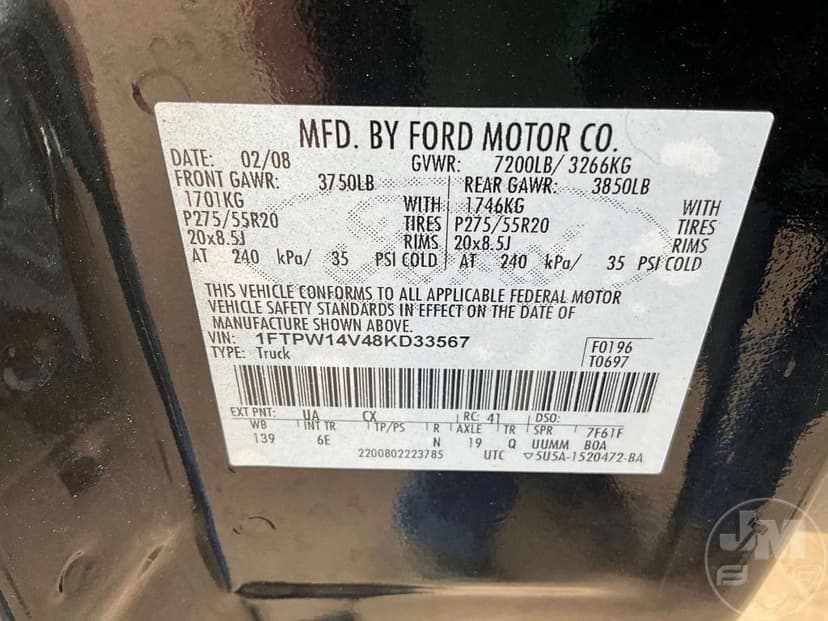 MFD. BY FORD MOTOR CO.
DATE: 02/08 GVWR: 7200LB/ 3266KG
FRONT GAWR: 3750LB REAR GAWR: 3850LB
1701KG WITH 1746KG WITH
P275/55R20 TIRES P275/55R20 TIRES
20x8.5J RIMS 20x8.5J RIMS
AT 240 kPa/ 35 PSI COLD AT 240 kPa/ 35 PSI COLD
THIS VEHICLE CONFORMS TO ALL APPLICABLE FEDERAL MOTOR
VEHICLE SAFETY STANDARDS IN EFFECT ON THE DATE OF
MANUFACTURE SHOWN ABOVE.
VIN: 1FTPW14V48KD33567 F0196
TYPE: Truck T0697
EXT PNT: UA CX RC: 41 DSO:
WB INT TR TP/PS R AXLE TR SPR 7F61F
139 6E N 19 Q UUMM BOA
2200802223785 UTC ▽5U5A-1520472-BA
JM